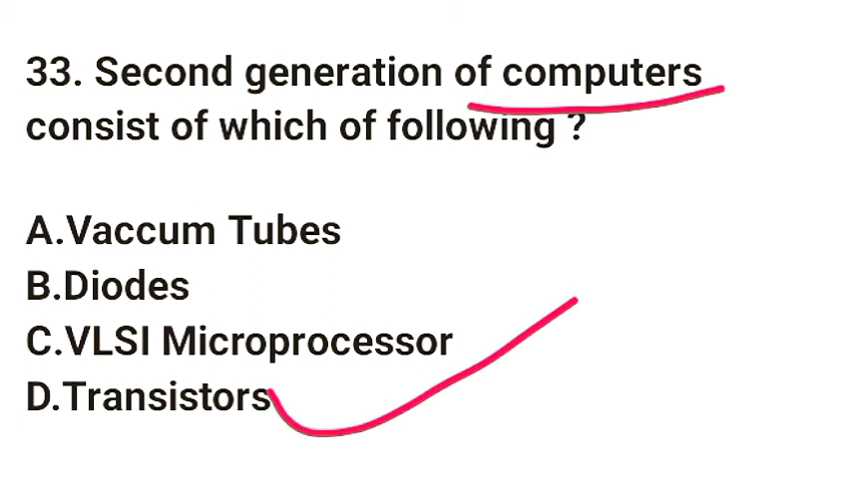 33. Second generation of computers
consist of which of following ?
A.Vaccum Tubes
B.Diodes
C.VLSI Microprocessor
D.Transistors